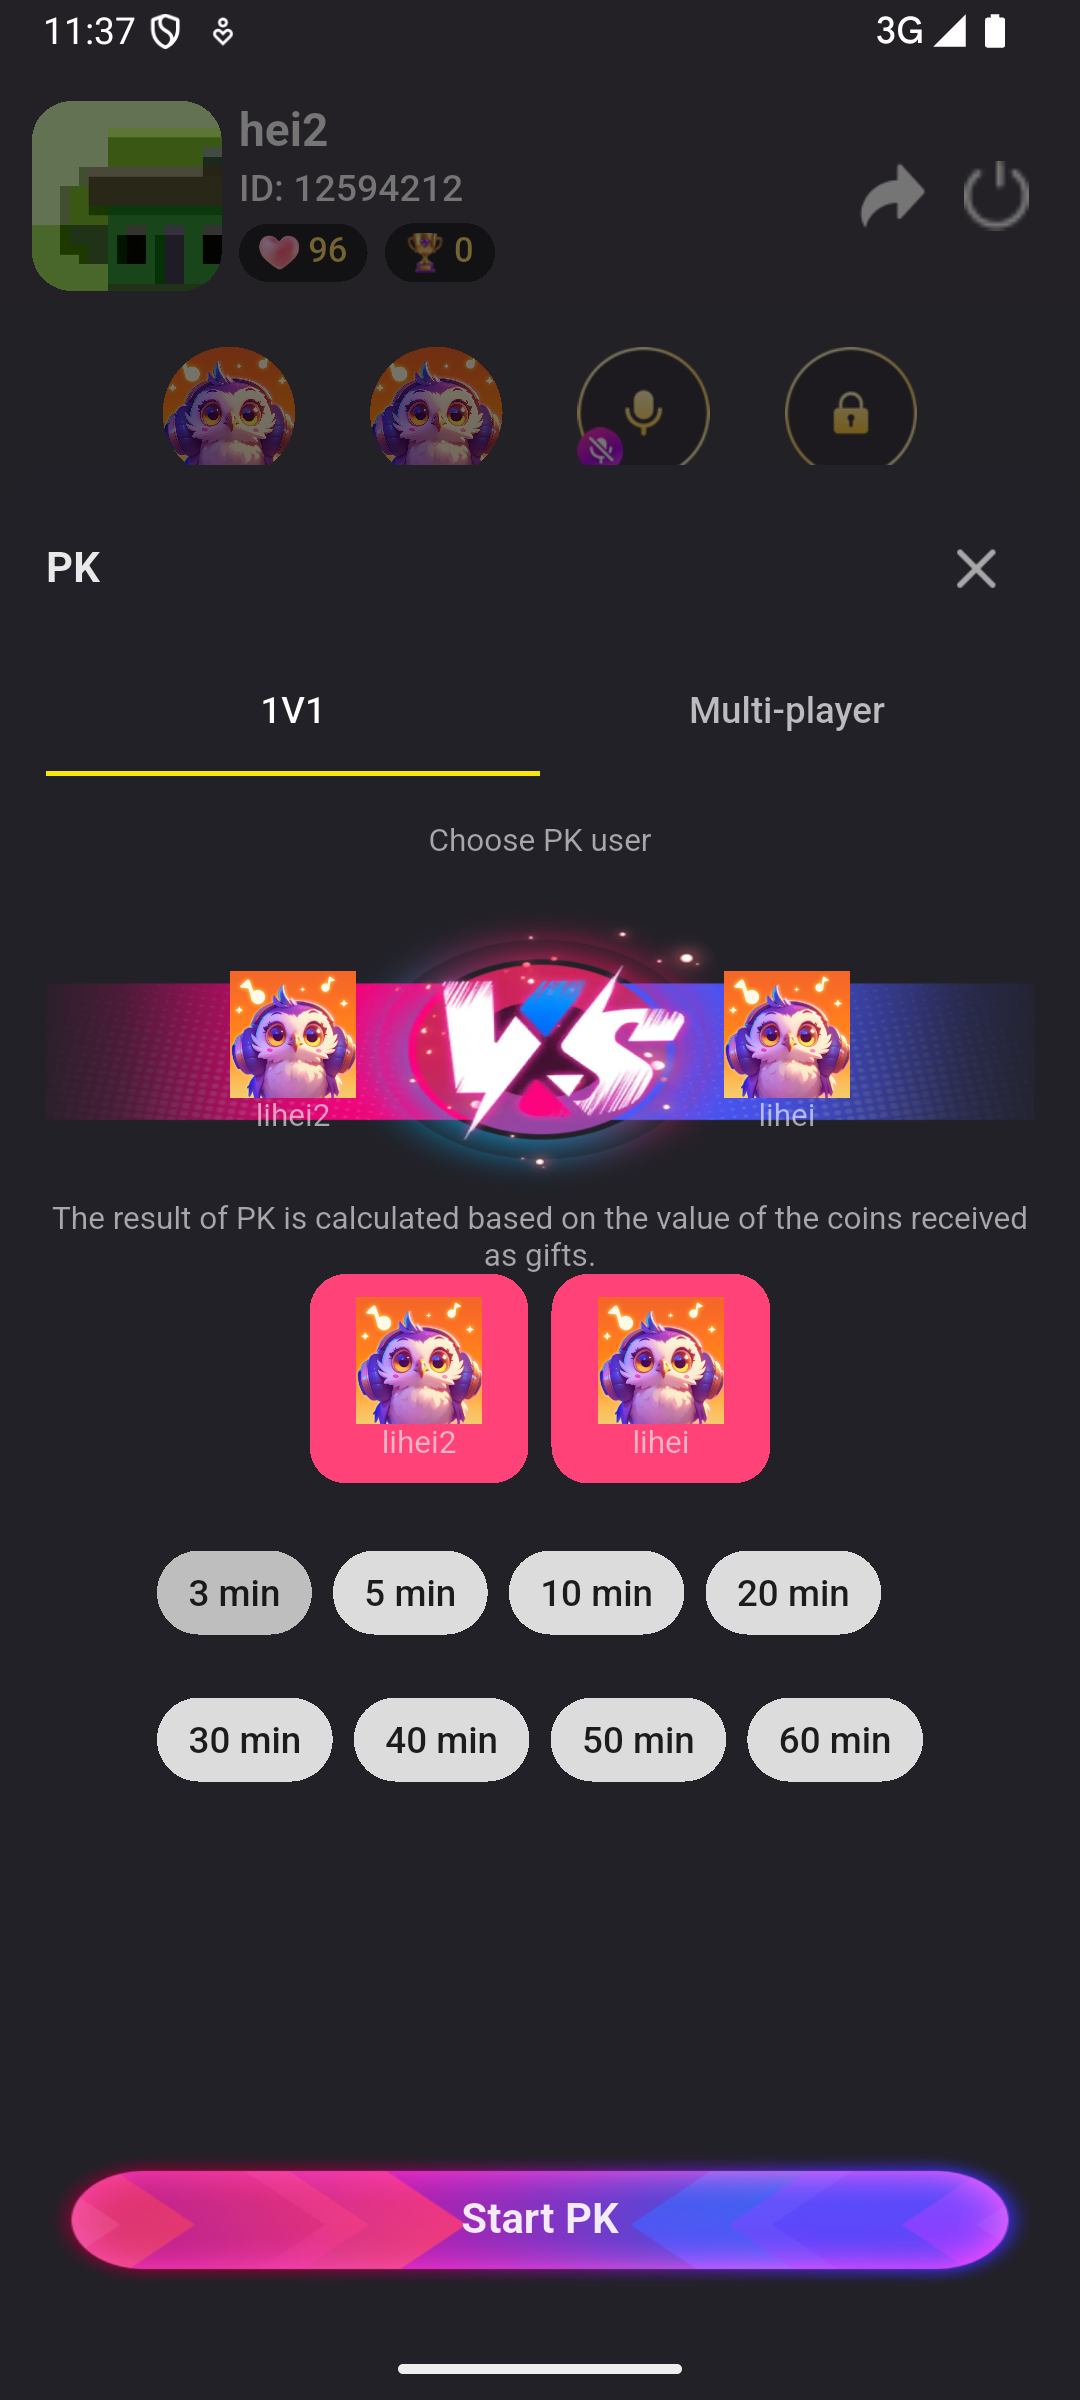 11:37
3G
hei2
ID: 12594212
96
0
PK
1V1
Multi-player
Choose PK user
VS
lihei2
lihei
The result of PK is calculated based on the value of the coins received
as gifts.
lihei2
lihei
3 min
5 min
10 min
20 min
30 min
40 min
50 min
60 min
Start PK